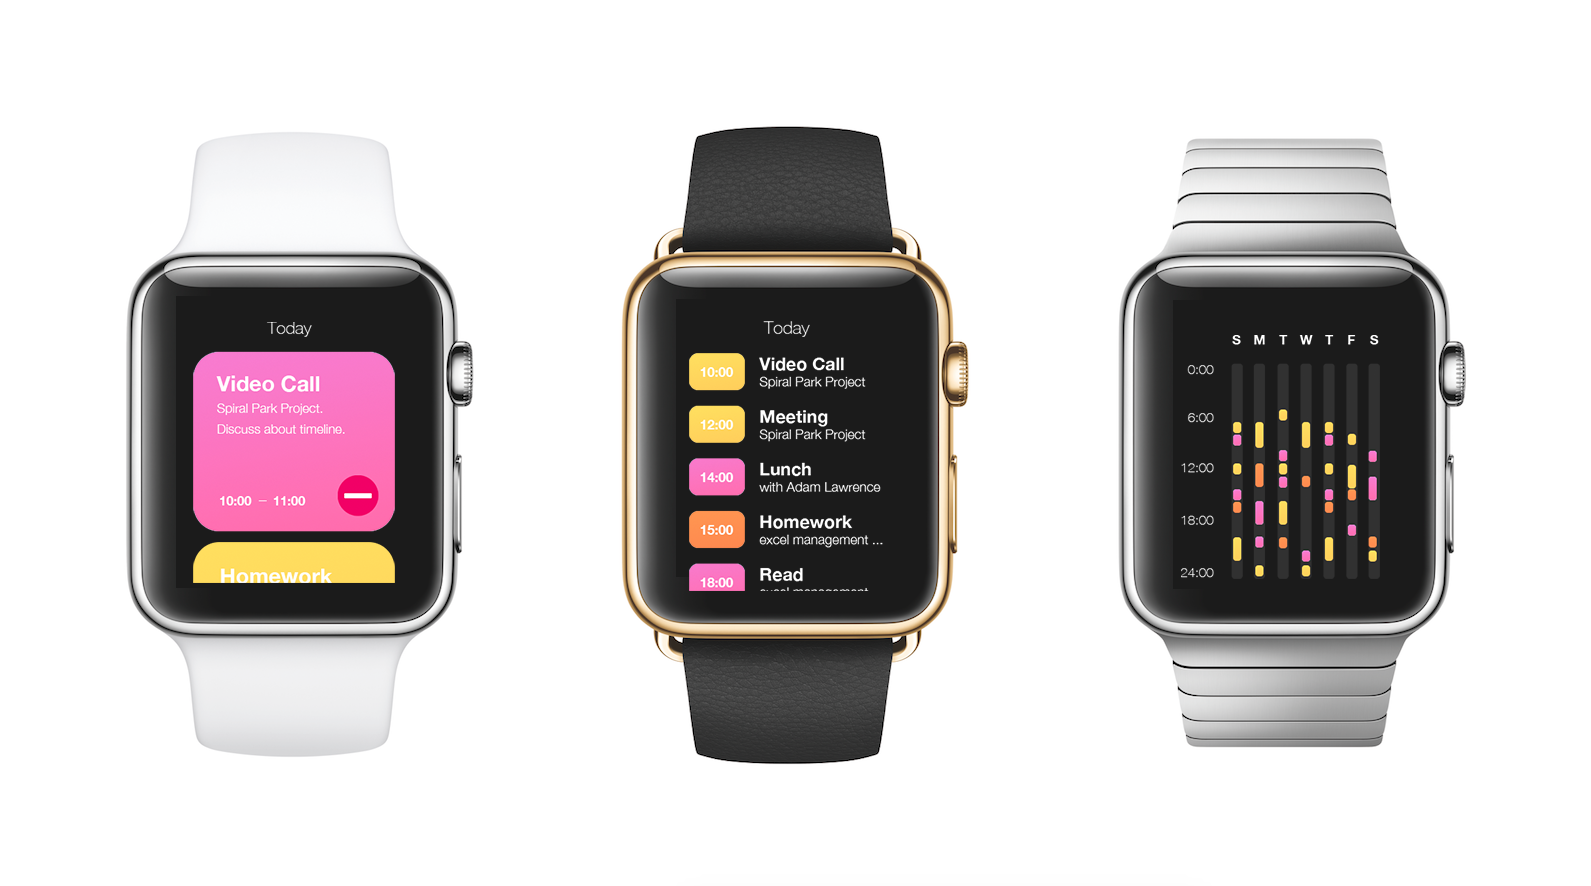 Today
Video Call
Spiral Park Project.
Discuss about timeline.
10:00 – 11:00
Homework
Today
10:00 Video Call
Spiral Park Project
12:00 Meeting
Spiral Park Project
14:00 Lunch
with Adam Lawrence
15:00 Homework
excel management ...
18:00 Read
excel management
S M T W T F S
0:00
6:00
12:00
18:00
24:00